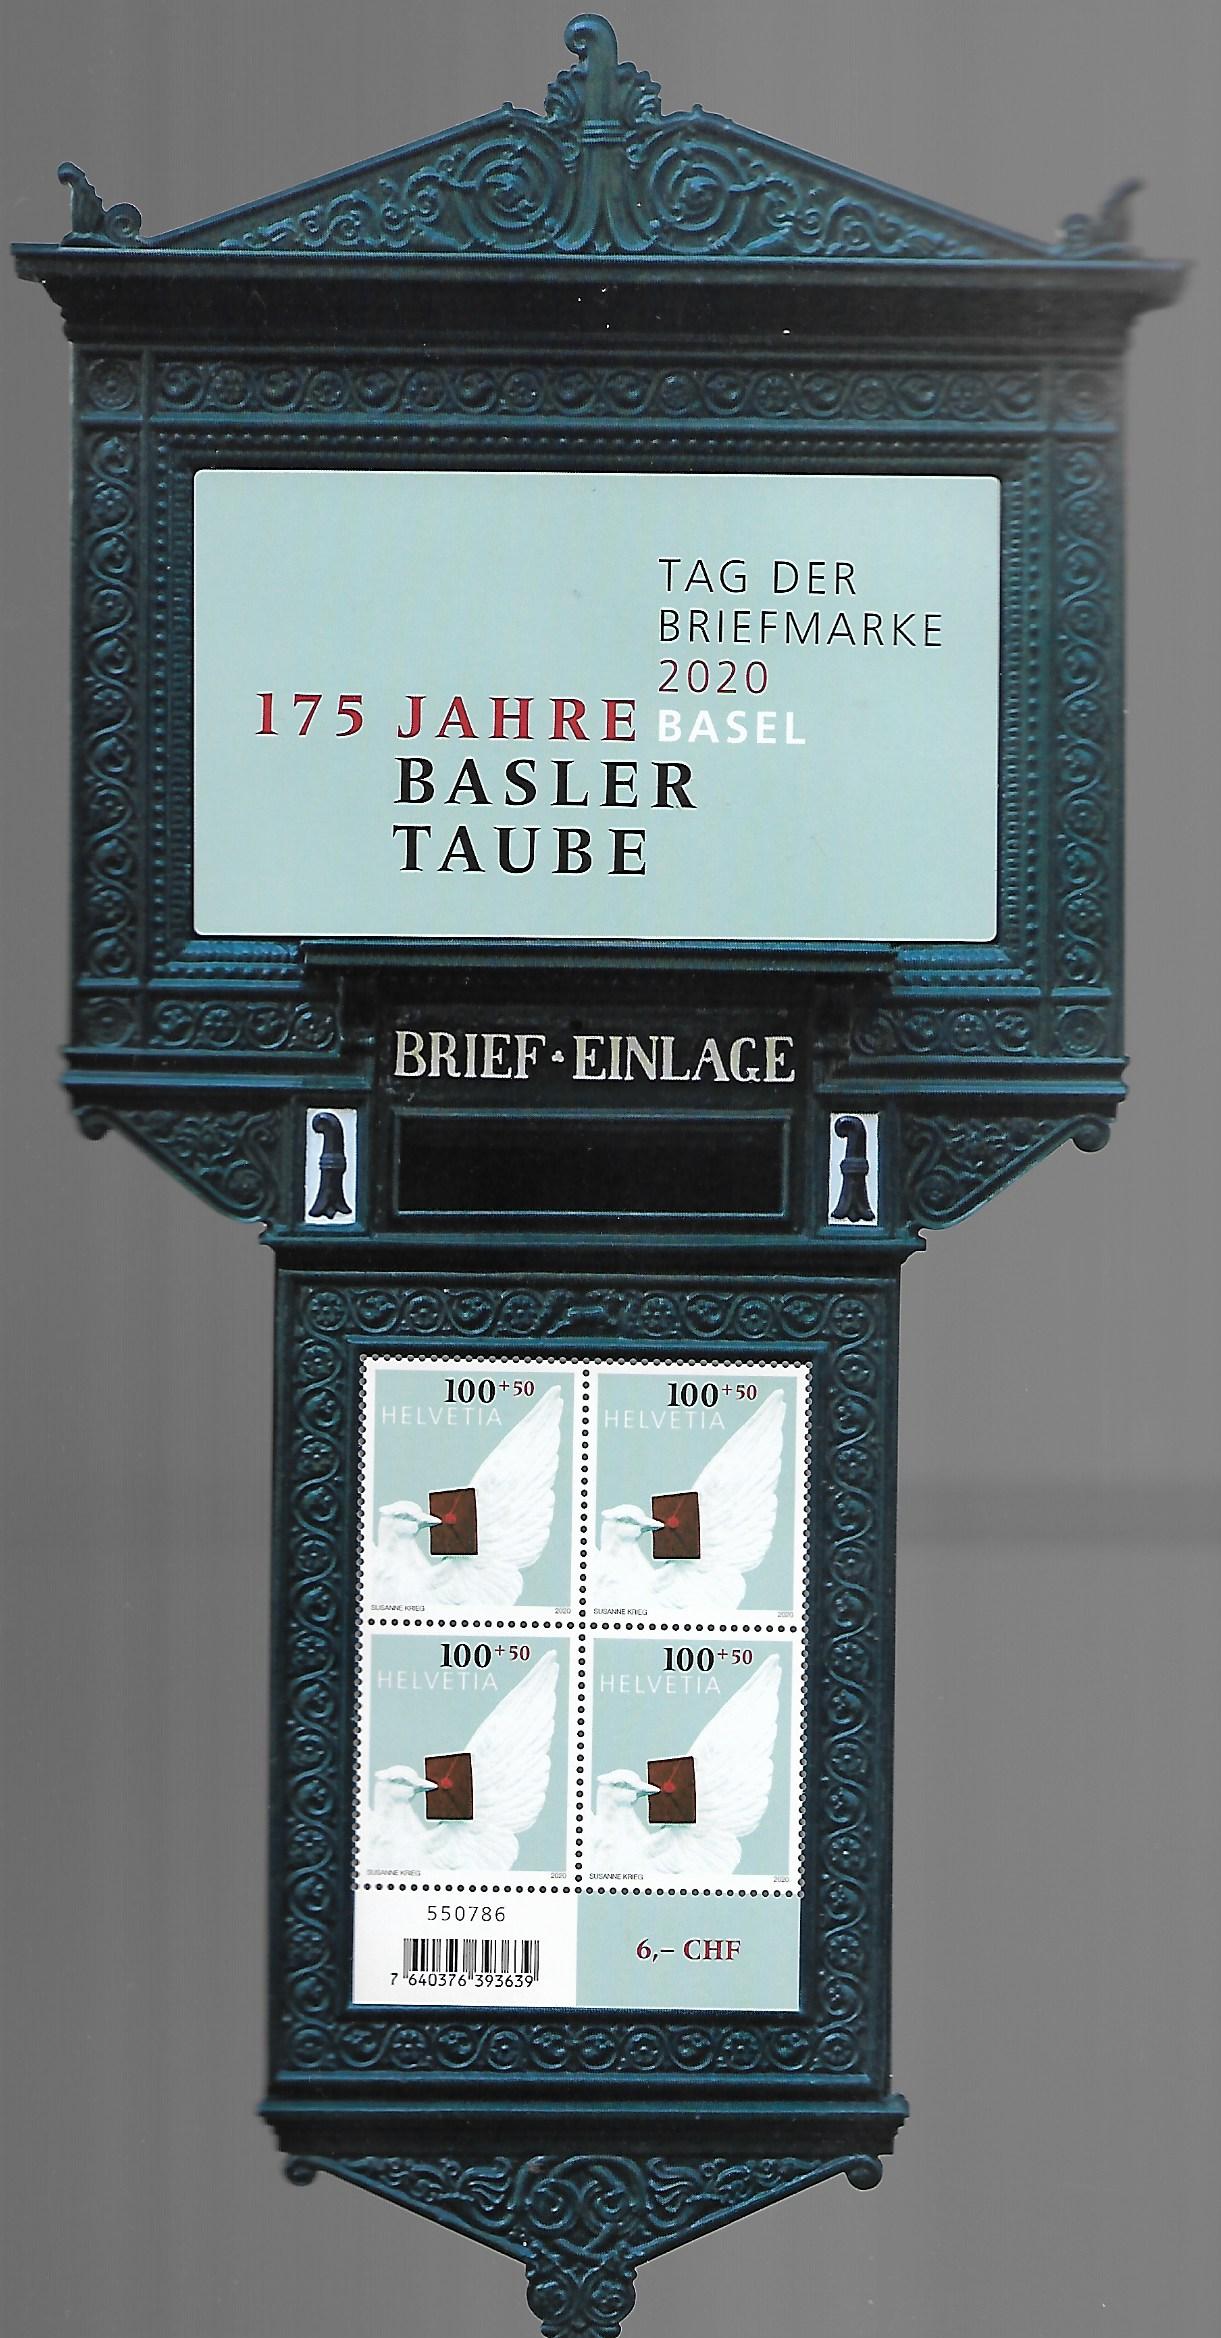 TAG DER
BRIEFMARKE
2020
175 JAHRE BASEL
BASLER
TAUBE
BRIEF·EINLAGE
100+50 100+50
HELVETIA HELVETIA
SUSANNE KRIEG 2020 SUSANNE KRIEG 2020
100+50 100+50
HELVETIA HELVETIA
SUSANNE KRIEG 2020 SUSANNE KRIEG 2020
550786
6,– CHF
7 640376 393639